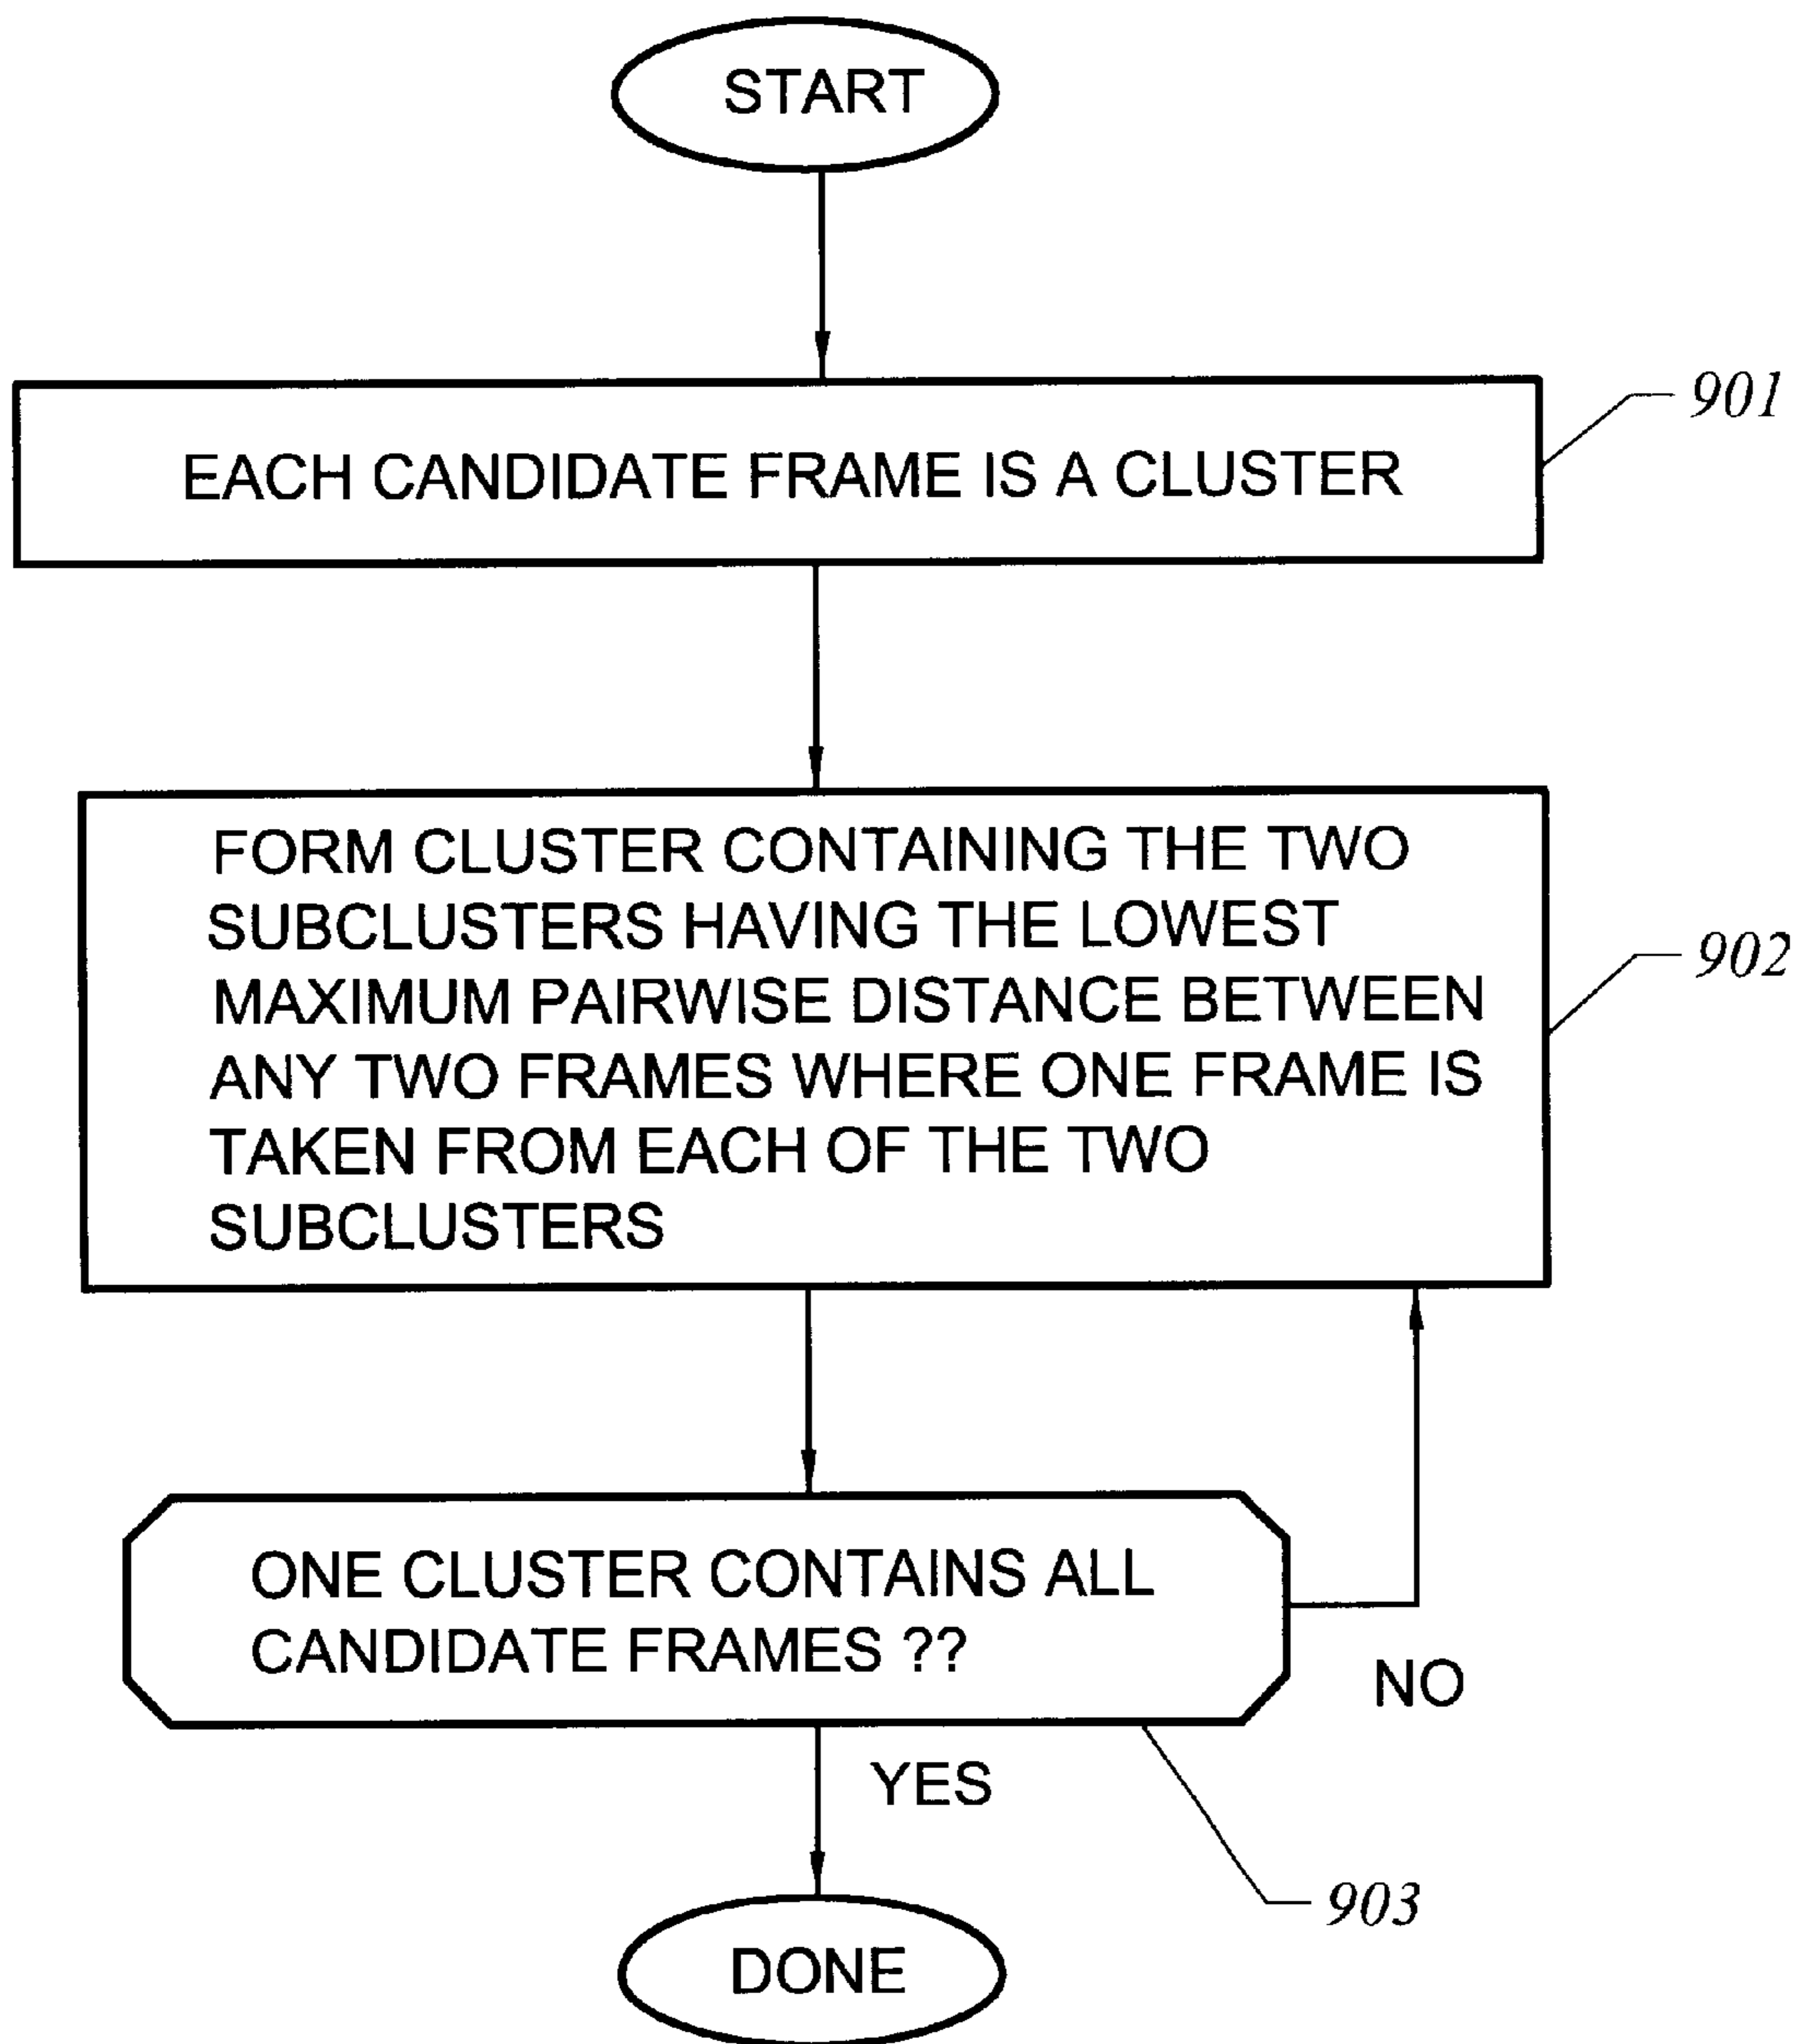 START
EACH CANDIDATE FRAME IS A CLUSTER
901
FORM CLUSTER CONTAINING THE TWO
SUBCLUSTERS HAVING THE LOWEST
MAXIMUM PAIRWISE DISTANCE BETWEEN
ANY TWO FRAMES WHERE ONE FRAME IS
TAKEN FROM EACH OF THE TWO
SUBCLUSTERS
902
ONE CLUSTER CONTAINS ALL
CANDIDATE FRAMES ??
NO
YES
903
DONE